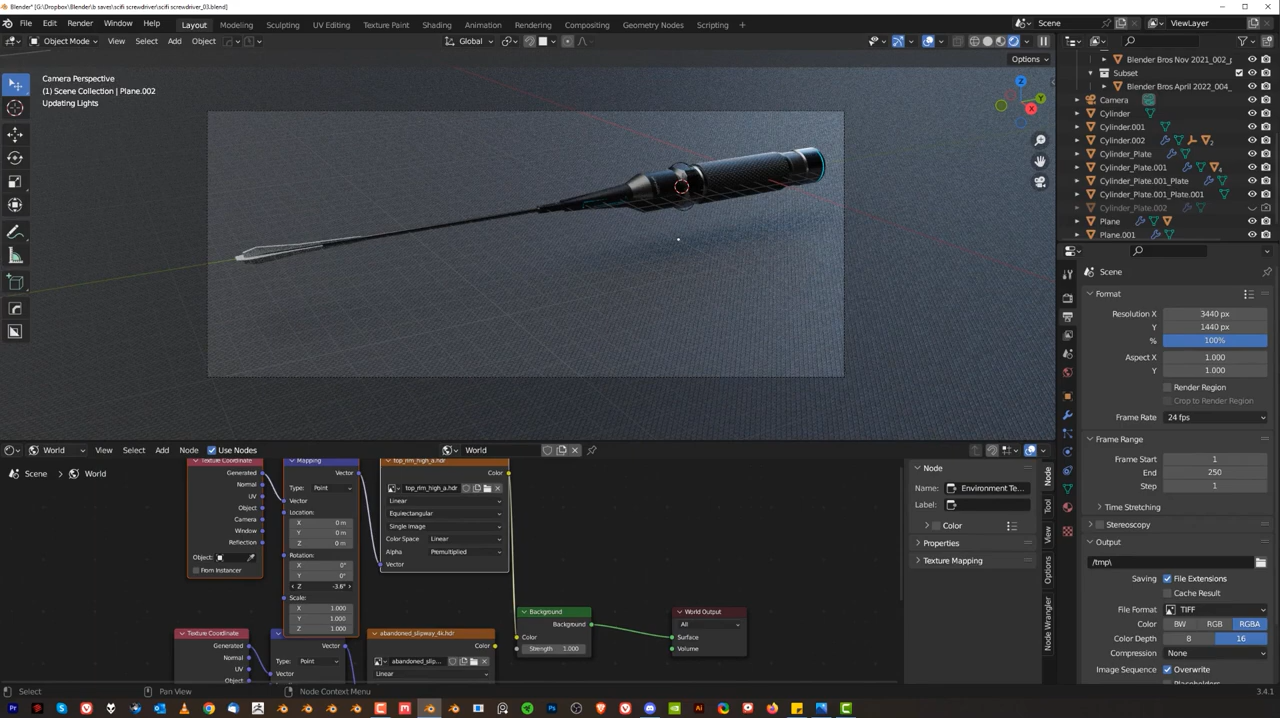 Blender* [G:\Dropbox\Blender\b saves\scifi screwdriver\scifi screwdriver_03.blend]
File Edit Render Window Help Layout Modeling Sculpting UV Editing Texture Paint Shading Animation Rendering Compositing Geometry Nodes Scripting + Scene ViewLayer
Object Mode View Select Add Object Global
Options
Camera Perspective
(1) Scene Collection | Plane.002
Updating Lights
X
Y
Z
Blender Bros Nov 2021_002_
Subset
Blender Bros April 2022_004_
Camera
Cylinder
Cylinder.001
Cylinder.002
Cylinder_Plate
Cylinder_Plate.001
Cylinder_Plate.001_Plate
Cylinder_Plate.001_Plate.001
Cylinder_Plate.002
Plane
Plane.001
Scene
Format
Resolution X 3440 px
Y 1440 px
% 100%
Aspect X 1.000
Y 1.000
Render Region
Crop to Render Region
Frame Rate 24 fps
Frame Range
Frame Start 1
End 250
Step 1
Time Stretching
Stereoscopy
Output
/tmp\
Saving File Extensions
Cache Result
File Format TIFF
Color BW RGB RGBA
Color Depth 8 16
Compression None
Image Sequence Overwrite
Placeholders
World View Select Add Node Use Nodes World
Scene > World
Texture Coordinate
Generated
Normal
UV
Object
Camera
Window
Reflection
Object:
From Instancer
Mapping
Vector
Type: Point
Vector
Location:
X 0 m
Y 0 m
Z 0 m
Rotation:
X 0°
Y 0°
Z -3.6°
Scale:
X 1.000
Y 1.000
Z 1.000
top_rim_high_a.hdr
Color
top_rim_high_a.hdr
Linear
Equirectangular
Single Image
Color Space Linear
Alpha Premultiplied
Vector
Texture Coordinate
Generated
Normal
UV
Object
Vector
Type: Point
Vector
abandoned_slipway_4k.hdr
Color
abandoned_slip...
Linear
Background
Background
Color
Strength 1.000
World Output
All
Surface
Volume
Node
Name: Environment Te...
Label:
Color
Properties
Texture Mapping
Node
Tool
View
Options
Node Wrangler
Select Pan View Node Context Menu 3.4.1